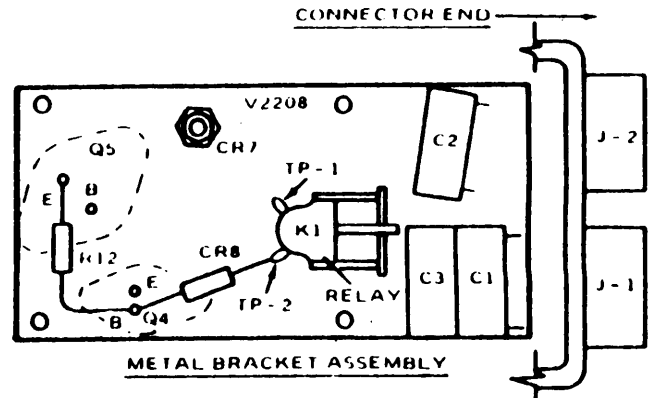 CONNECTOR END
V2208
Q5
CR7
C2
J-2
TP-1
E
B
K1
R12
CR8
E
C3
C1
J-1
RELAY
TP-2
B
Q4
METAL BRACKET ASSEMBLY